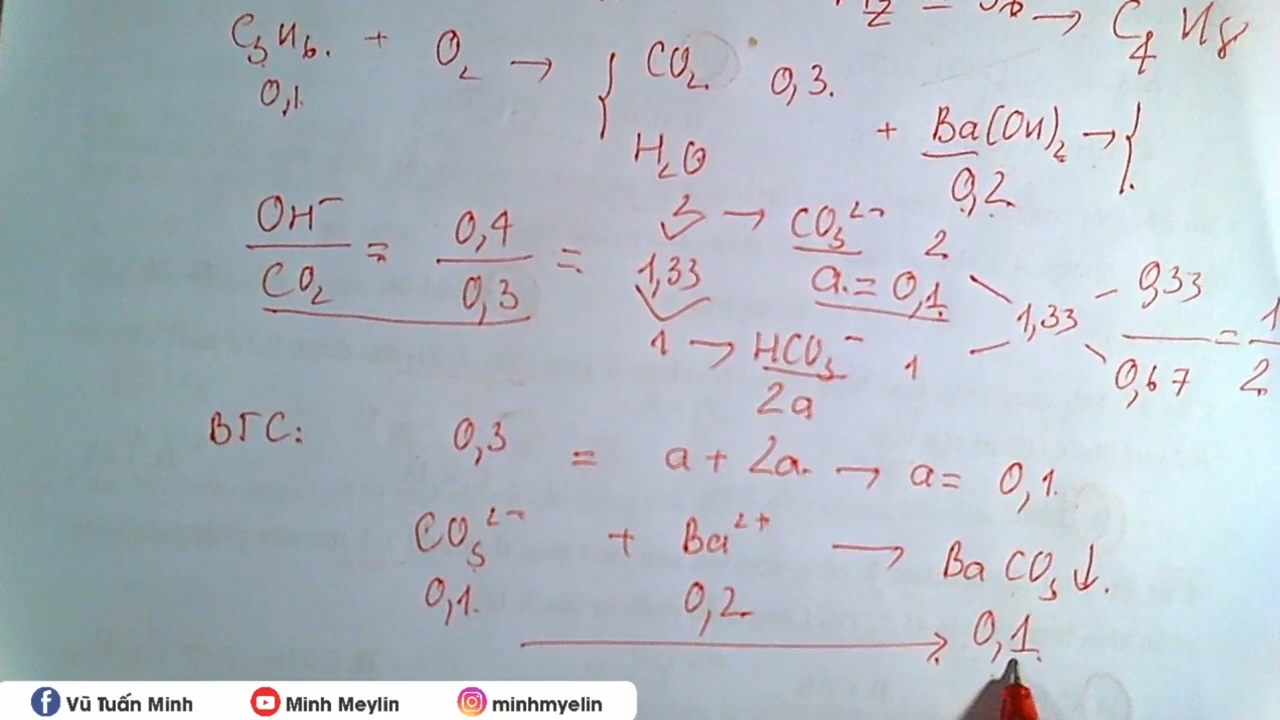 C₃H₆ + O₂ → { CO₂ 0,3.
0,1.
H₂O
→ C₄H₈
+ Ba(OH)₂ → {
0,2
OH⁻ / CO₂ = 0,4 / 0,3 =
2 → CO₃²⁻ 2
1,33 a = 0,1 1,33 0,33 / 0,67 = 1 / 2
1 → HCO₃⁻ 1
2a
BTC: 0,3 = a + 2a. → a = 0,1.
CO₃²⁻ + Ba²⁺ → BaCO₃↓.
0,1. 0,2 → 0,1.
Vũ Tuấn Minh Minh Meylin minhmyelin